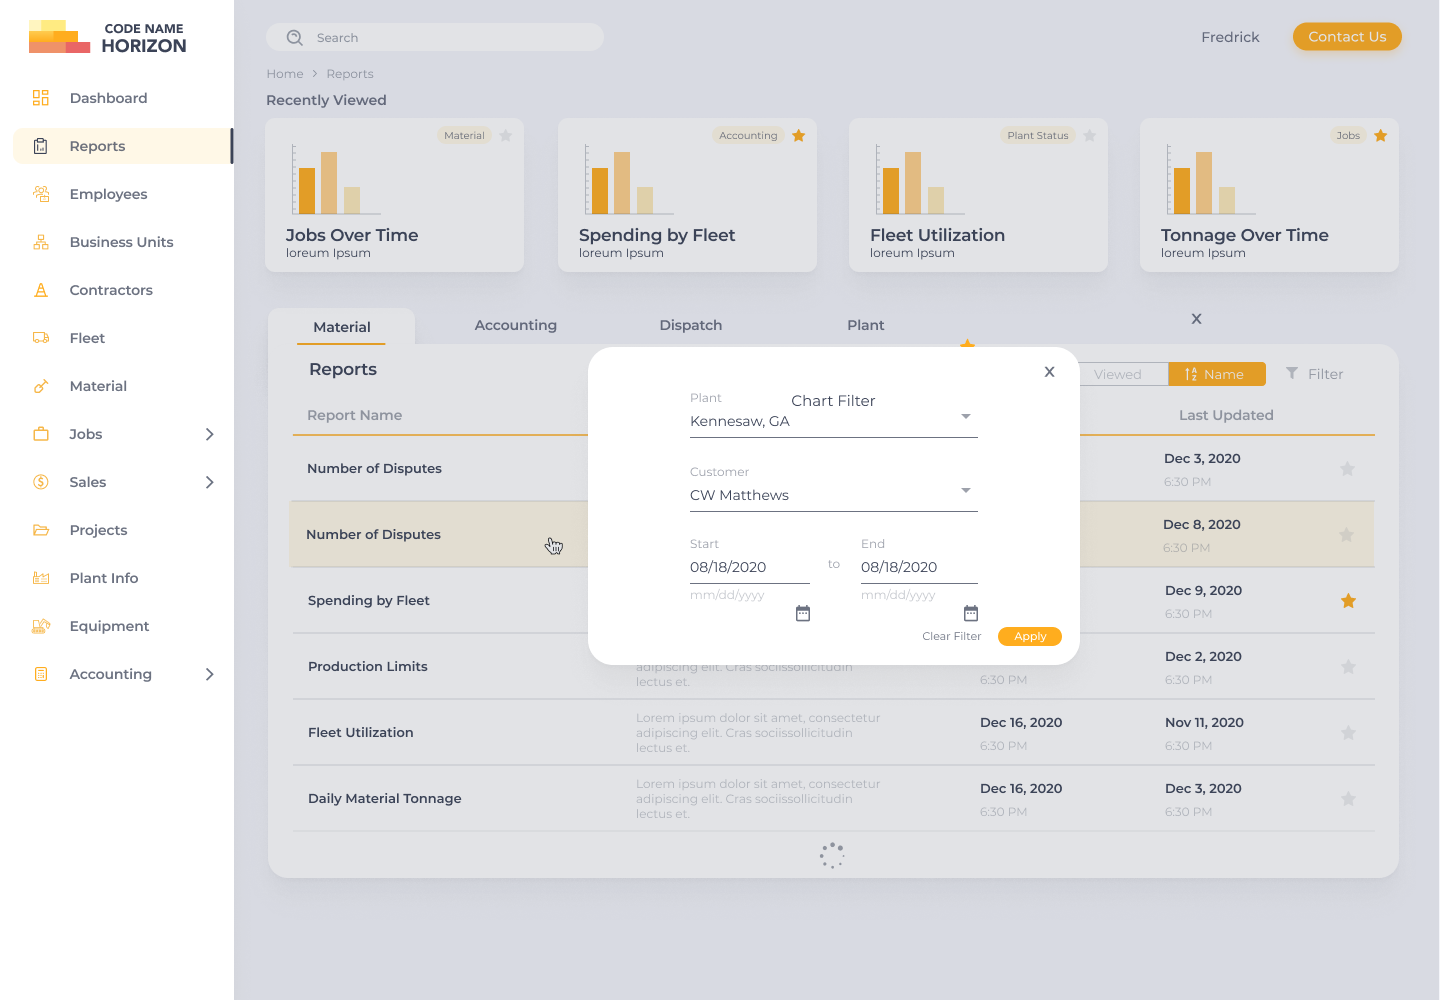 CODE NAME
HORIZON
Dashboard
Reports
Employees
Business Units
Contractors
Fleet
Material
Jobs
Sales
Projects
Plant Info
Equipment
Accounting
Search
Fredrick
Contact Us
Home > Reports
Recently Viewed
Material
Jobs Over Time
loreum Ipsum
Accounting
Spending by Fleet
loreum Ipsum
Plant Status
Fleet Utilization
loreum Ipsum
Jobs
Tonnage Over Time
loreum Ipsum
Material
Accounting
Dispatch
Plant
X
Reports
Viewed
A
Z
Name
Filter
Report Name
Last Updated
Number of Disputes
Dec 3, 2020
6:30 PM
Number of Disputes
Dec 8, 2020
6:30 PM
Spending by Fleet
Dec 9, 2020
6:30 PM
Production Limits
adipiscing elit. Cras sociissollicitudin
lectus et.
6:30 PM
Dec 2, 2020
6:30 PM
Fleet Utilization
Lorem ipsum dolor sit amet, consectetur
adipiscing elit. Cras sociissollicitudin
lectus et.
Dec 16, 2020
6:30 PM
Nov 11, 2020
6:30 PM
Daily Material Tonnage
Lorem ipsum dolor sit amet, consectetur
adipiscing elit. Cras sociissollicitudin
lectus et.
Dec 16, 2020
6:30 PM
Dec 3, 2020
6:30 PM
X
Chart Filter
Plant
Kennesaw, GA
Customer
CW Matthews
Start
08/18/2020
mm/dd/yyyy
to
End
08/18/2020
mm/dd/yyyy
Clear Filter
Apply